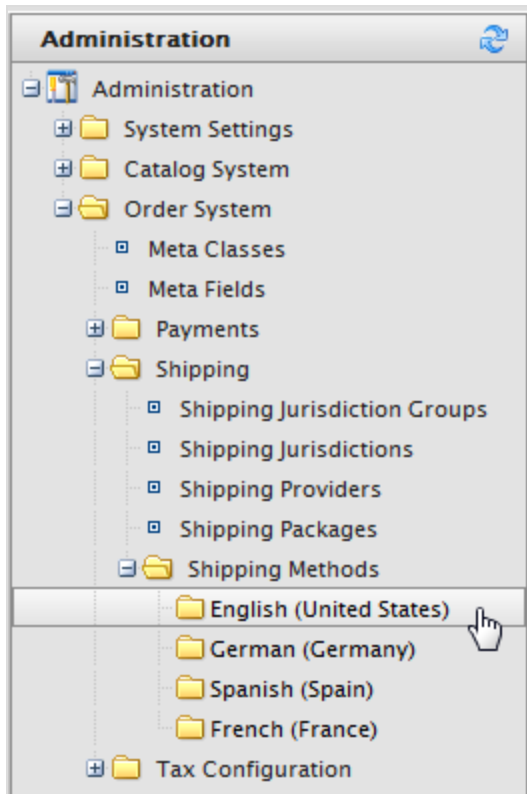 Administration
Administration
System Settings
Catalog System
Order System
Meta Classes
Meta Fields
Payments
Shipping
Shipping Jurisdiction Groups
Shipping Jurisdictions
Shipping Providers
Shipping Packages
Shipping Methods
English (United States)
German (Germany)
Spanish (Spain)
French (France)
Tax Configuration